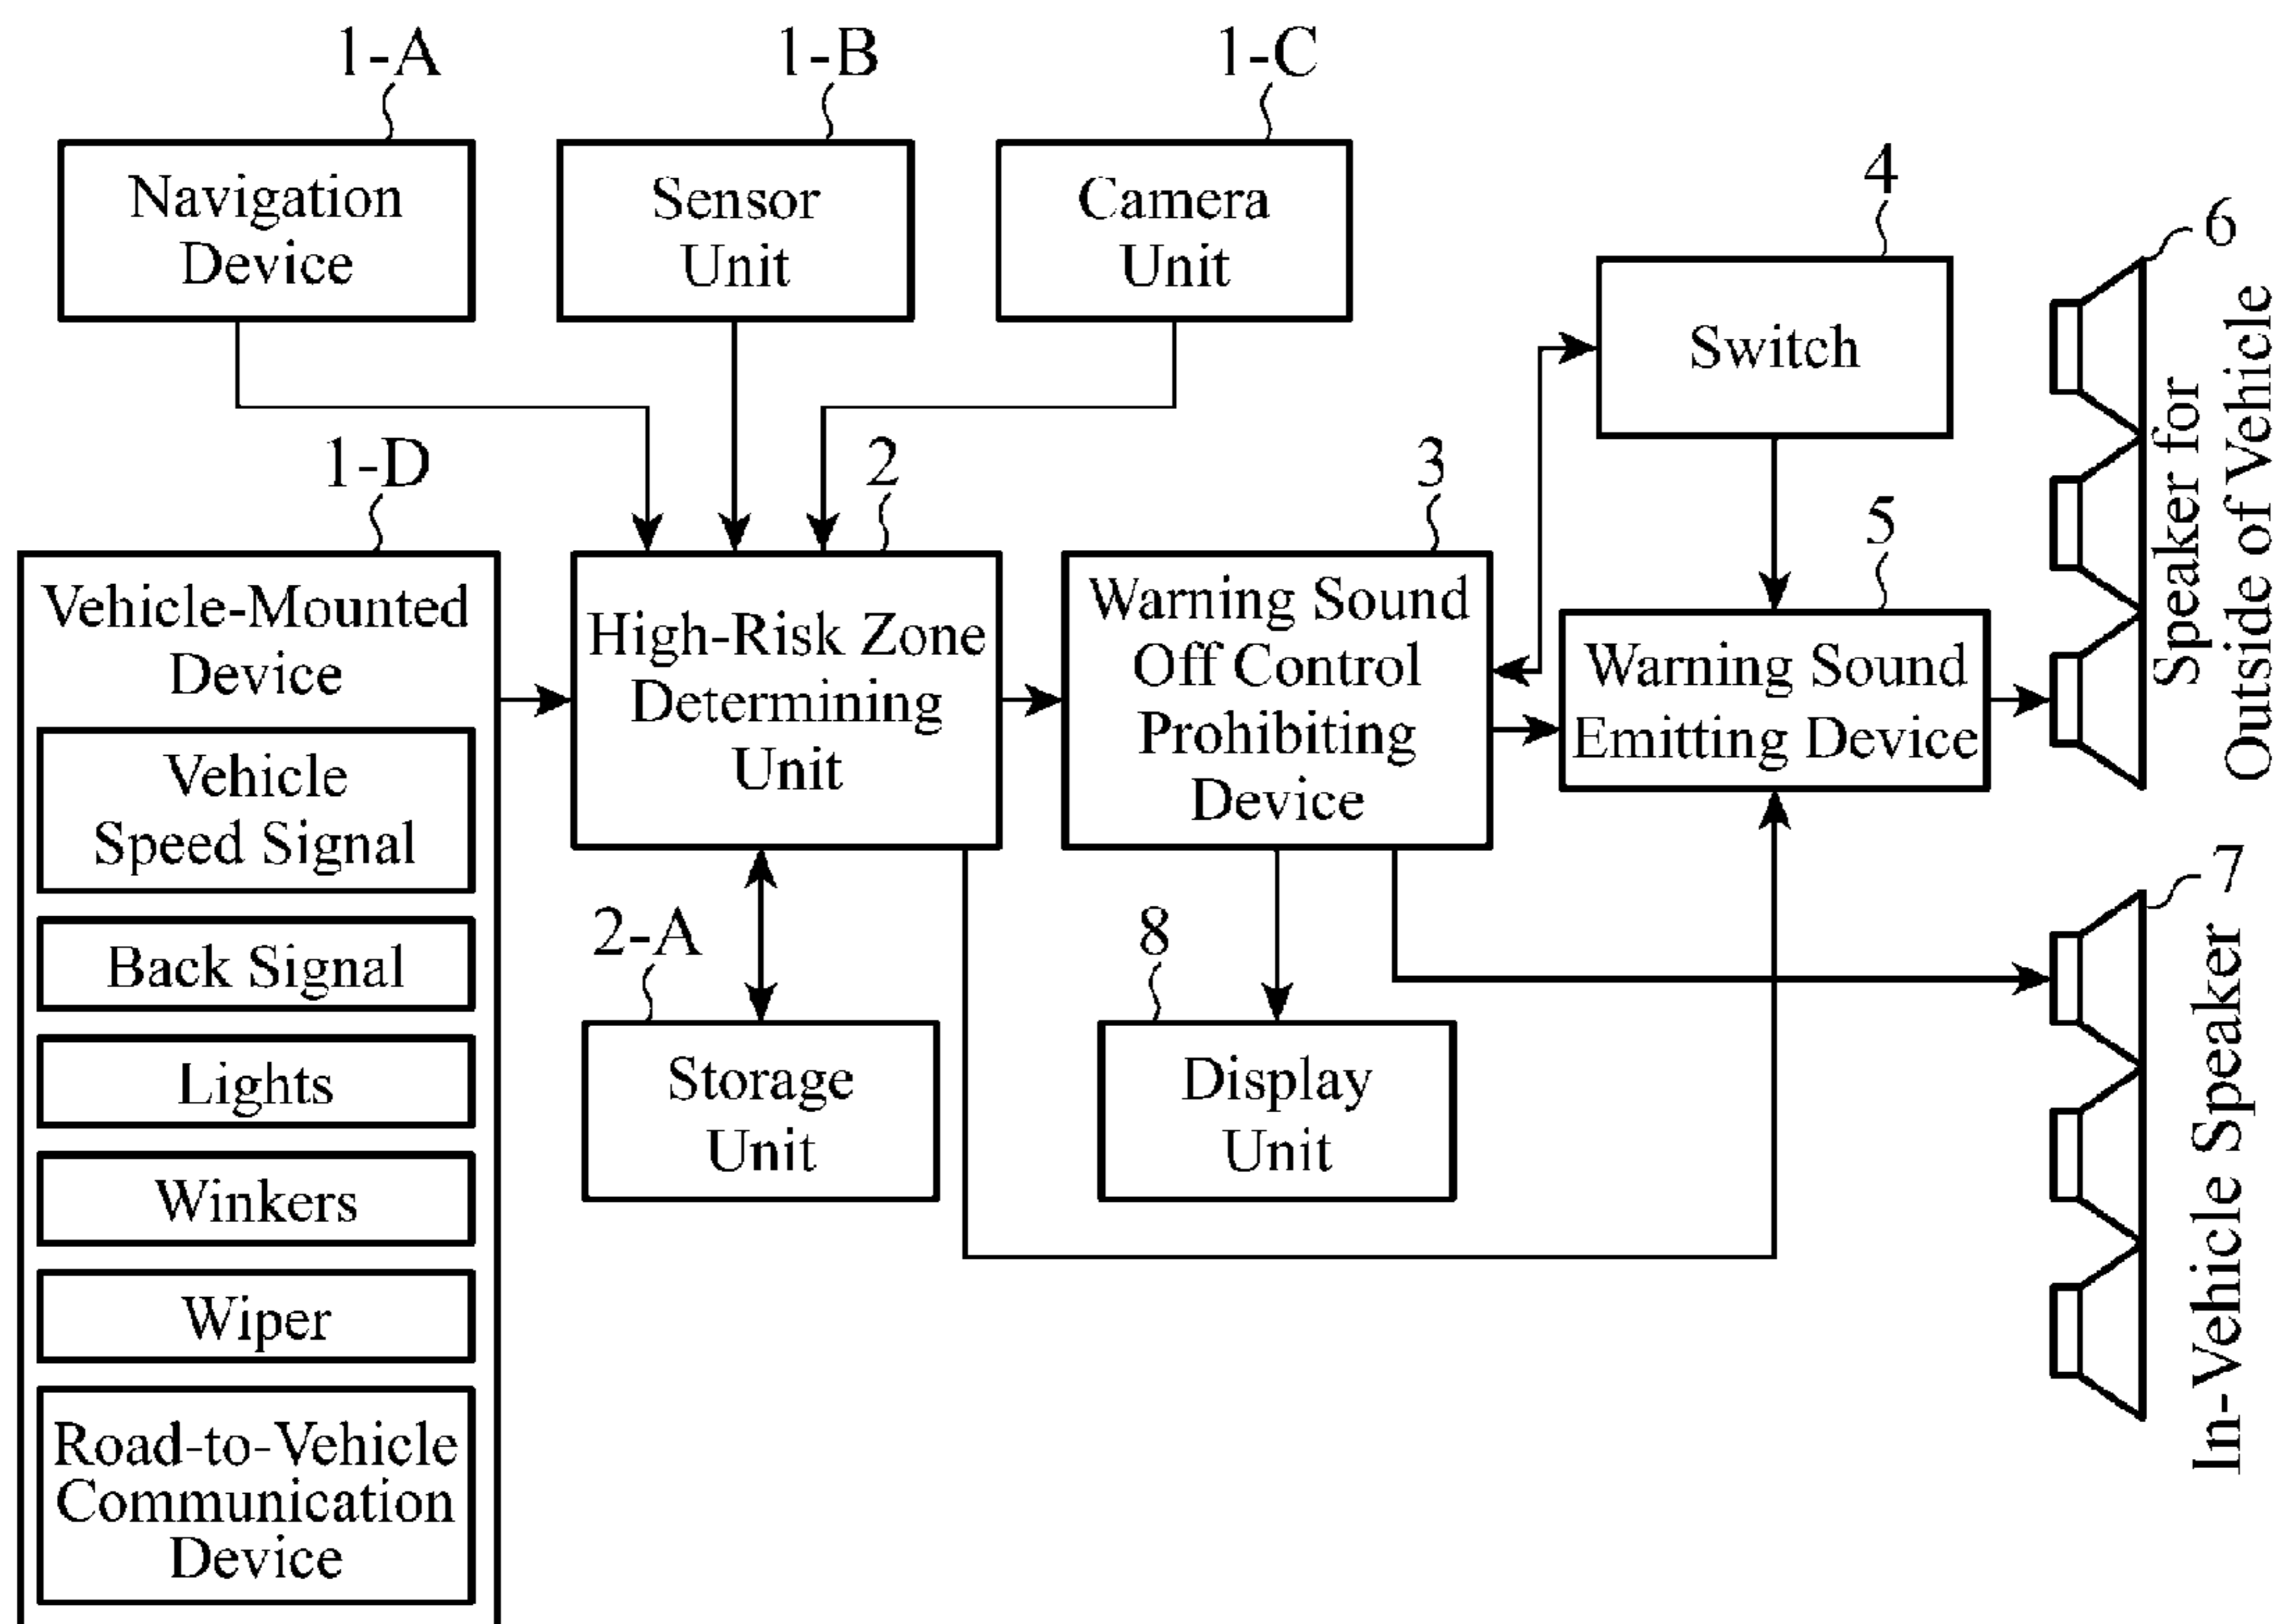 1-A
1-B
1-C
Navigation
Device
Sensor
Unit
Camera
Unit
4
Switch
6
Speaker for
Outside of Vehicle
1-D
2
3
5
Vehicle-Mounted
Device
Vehicle
Speed Signal
Back Signal
Lights
Winkers
Wiper
Road-to-Vehicle
Communication
Device
High-Risk Zone
Determining
Unit
Warning Sound
Off Control
Prohibiting
Device
Warning Sound
Emitting Device
2-A
Storage
Unit
8
Display
Unit
7
In-Vehicle Speaker